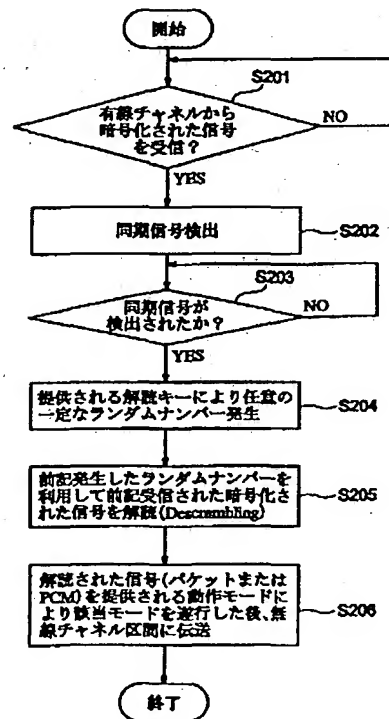 開始
S201
有線チャネルから
暗号化された信号
を受信？
NO
YES
同期信号検出
S202
S203
同期信号が
検出されたか？
NO
YES
提供される解読キーにより任意の
一定なランダムナンバー発生
S204
前記発生したランダムナンバーを
利用して前記受信された暗号化され
た信号を解読(Descrambling)
S205
解読された信号(パケットまたは
PCM)を提供される動作モードに
より該当モードを遂行した後、無
線チャネル区間に伝送
S206
終了